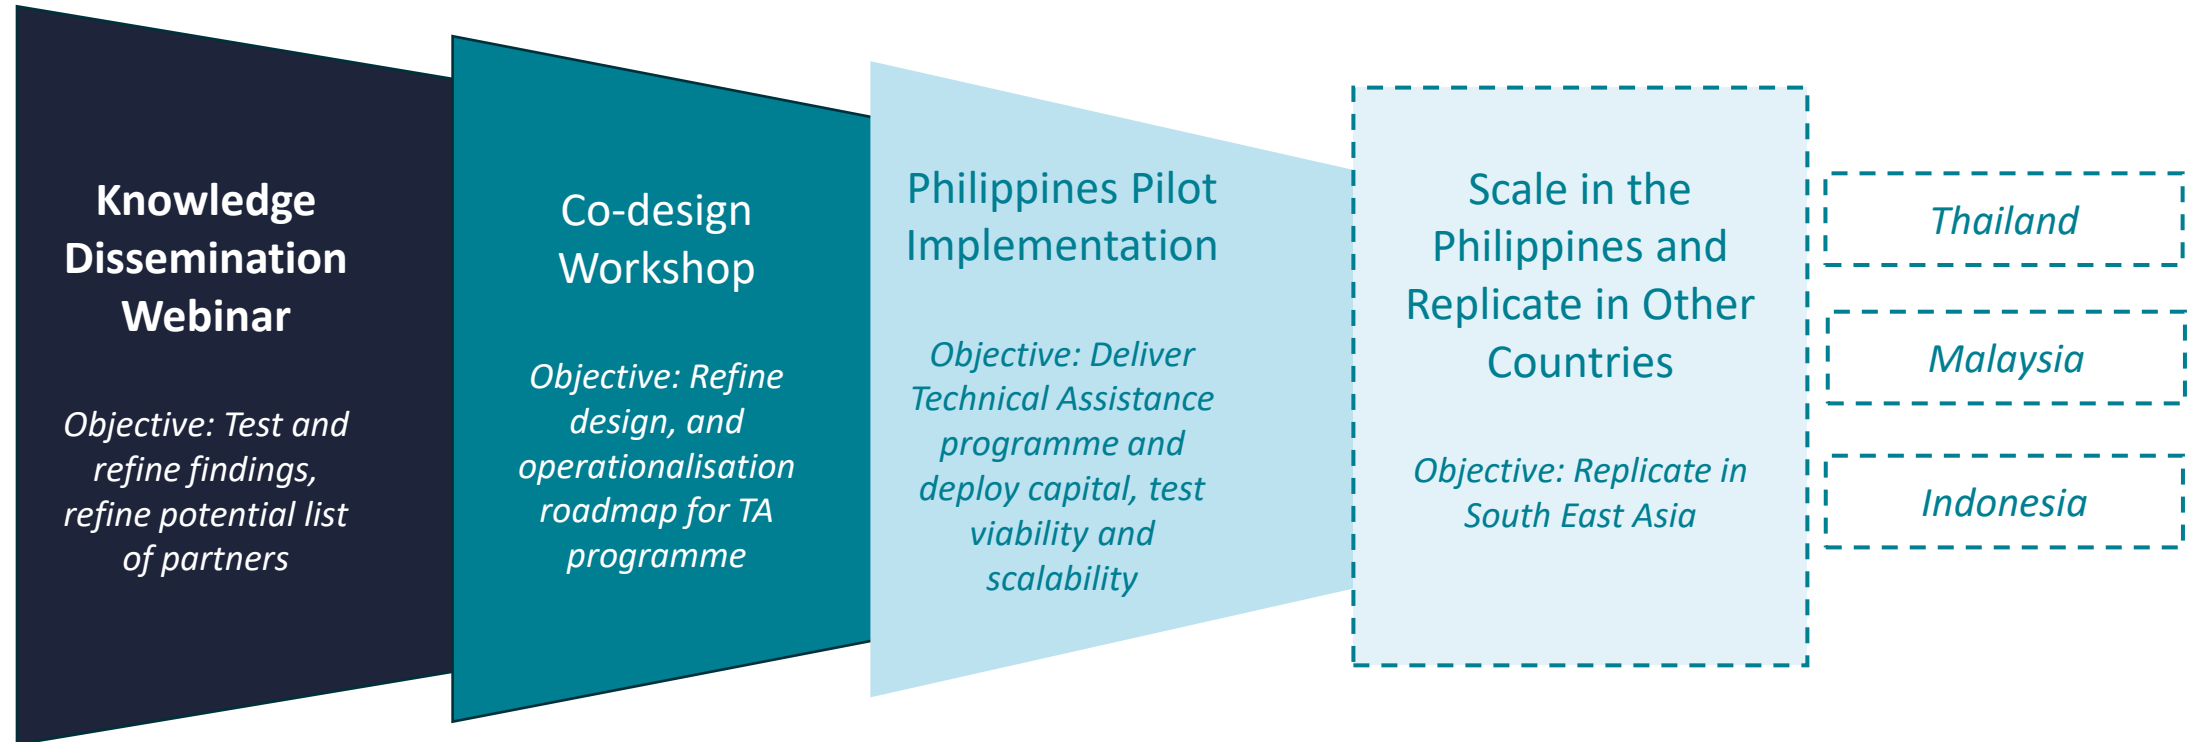 Knowledge
Dissemination
Webinar
Objective: Test and
refine findings,
refine potential list
of partners
Co-design
Workshop
Objective: Refine
design, and
operationalisation
roadmap for TA
programme
Philippines Pilot
Implementation
Objective: Deliver
Technical Assistance
programme and
deploy capital, test
viability and
scalability
Scale in the
Philippines and
Replicate in Other
Countries
Objective: Replicate in
South East Asia
Thailand
Malaysia
Indonesia